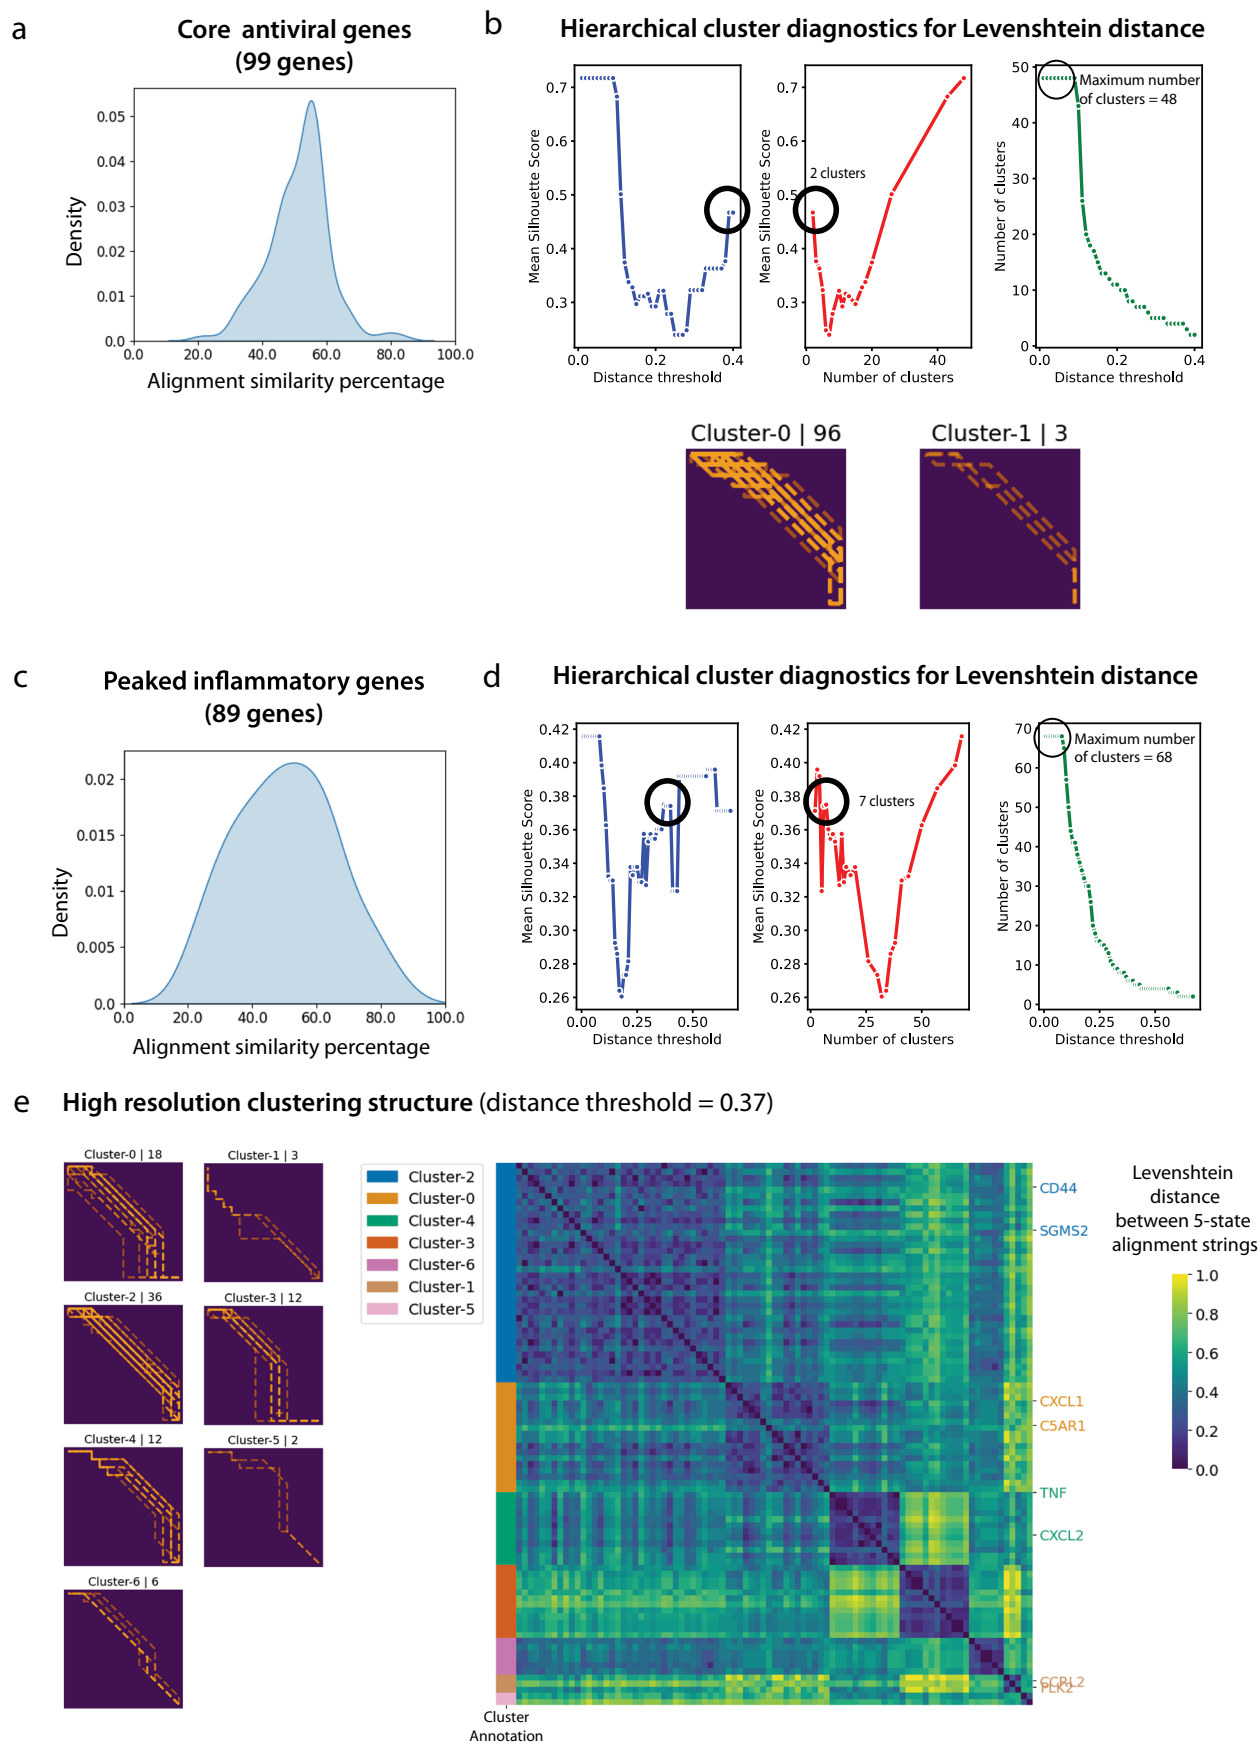 a
Core antiviral genes
(99 genes)
Density
0.05
0.04
0.03
0.02
0.01
0.0
0.0 20.0 40.0 60.0 80.0 100.0
Alignment similarity percentage
b
Hierarchical cluster diagnostics for Levenshtein distance
Mean Silhouette Score
0.7
0.6
0.5
0.4
0.3
0.0 0.2 0.4
Distance threshold
Mean Silhouette Score
0.7
0.6
0.5
0.4
0.3
2 clusters
0 20 40
Number of clusters
Number of clusters
50
40
30
20
10
0
Maximum number
of clusters = 48
0.0 0.2 0.4
Distance threshold
Cluster-0 | 96
Cluster-1 | 3
c
Peaked inflammatory genes
(89 genes)
Density
0.02
0.015
0.01
0.005
0.0
0.0 20.0 40.0 60.0 80.0 100.0
Alignment similarity percentage
d
Hierarchical cluster diagnostics for Levenshtein distance
Mean Silhouette Score
0.42
0.40
0.38
0.36
0.34
0.32
0.30
0.28
0.26
0.00 0.25 0.50
Distance threshold
Mean Silhouette Score
0.42
0.40
0.38
0.36
0.34
0.32
0.30
0.28
0.26
7 clusters
0 25 50
Number of clusters
Number of clusters
70
60
50
40
30
20
10
0
Maximum number
of clusters = 68
0.00 0.25 0.50
Distance threshold
e
High resolution clustering structure (distance threshold = 0.37)
Cluster-0 | 18
Cluster-1 | 3
Cluster-2 | 36
Cluster-3 | 12
Cluster-4 | 12
Cluster-5 | 2
Cluster-6 | 6
Cluster-2
Cluster-0
Cluster-4
Cluster-3
Cluster-6
Cluster-1
Cluster-5
CD44
SGMS2
CXCL1
C5AR1
TNF
CXCL2
CCRL2
PLK2
Cluster
Annotation
Levenshtein
distance
between 5-state
alignment strings
1.0
0.8
0.6
0.4
0.2
0.0